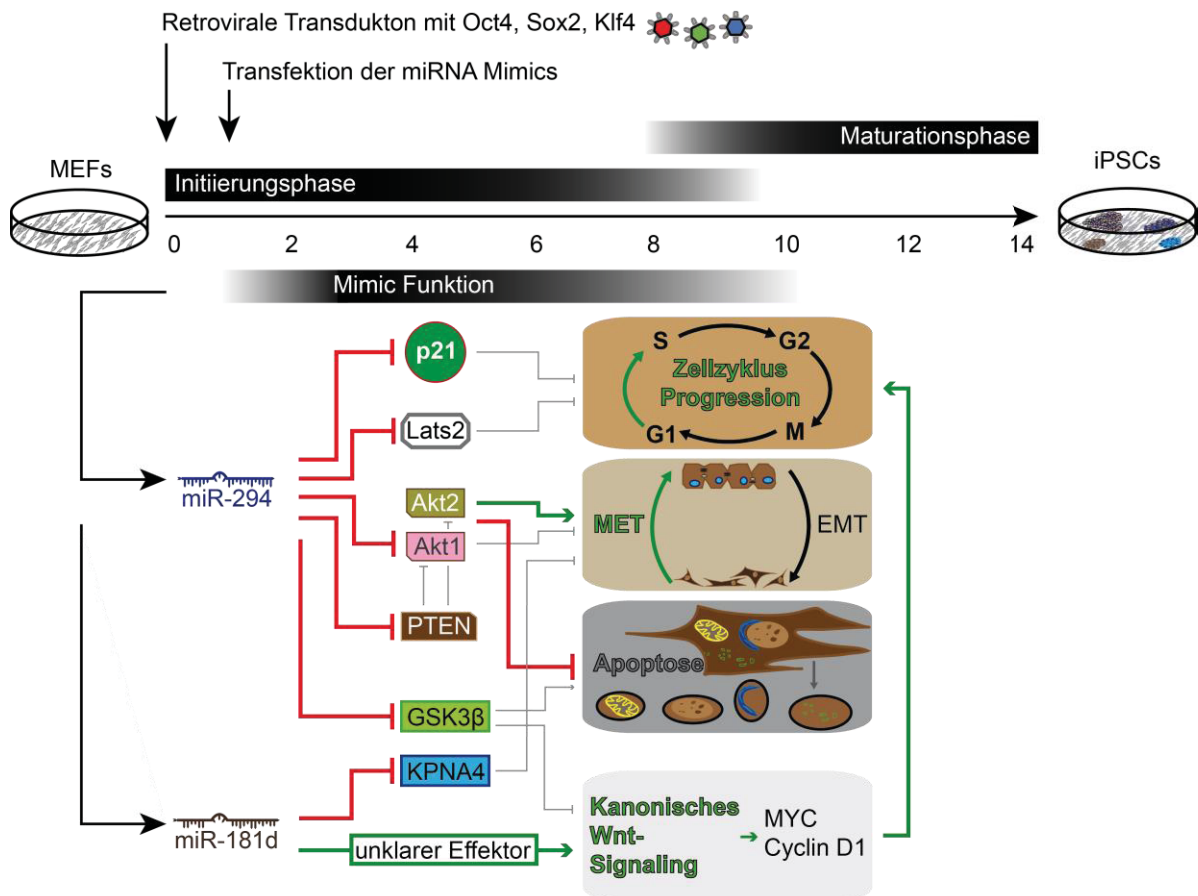 Retrovirale Transdukton mit Oct4, Sox2, Klf4
Transfektion der miRNA Mimics
Maturationsphase
MEFs
iPSCs
Initiierungsphase
0 2 4 6 8 10 12 14
Mimic Funktion
p21
S
G2
Zellzyklus
Progression
G1
M
Lats2
miR-294
Akt2
MET
EMT
Akt1
PTEN
Apoptose
GSK3β
KPNA4
Kanonisches
Wnt-
Signaling
MYC
Cyclin D1
miR-181d
unklarer Effektor